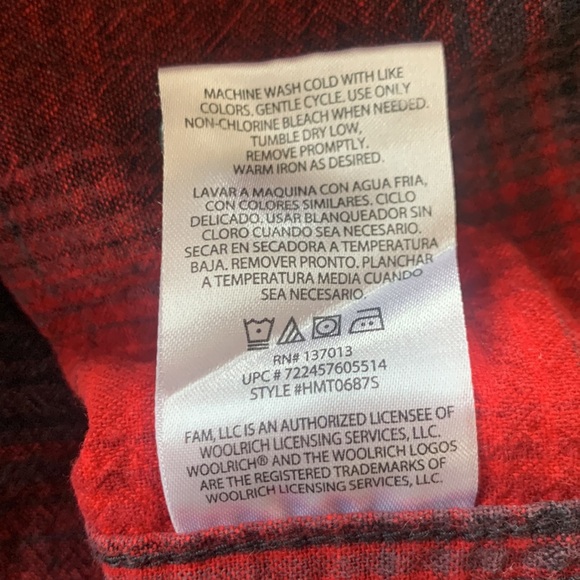 MACHINE WASH COLD WITH LIKE
COLORS. GENTLE CYCLE. USE ONLY
NON-CHLORINE BLEACH WHEN NEEDED.
TUMBLE DRY LOW,
REMOVE PROMPTLY.
WARM IRON AS DESIRED.
LAVAR A MAQUINA CON AGUA FRIA,
CON COLORES SIMILARES. CICLO
DELICADO. USAR BLANQUEADOR SIN
CLORO CUANDO SEA NECESARIO.
SECAR EN SECADORA A TEMPERATURA
BAJA. REMOVER PRONTO. PLANCHAR
A TEMPERATURA MEDIA CUANDO
SEA NECESARIO.
RN# 137013
UPC # 722457605514
STYLE #HMT0687S
FAM, LLC IS AN AUTHORIZED LICENSEE OF
WOOLRICH LICENSING SERVICES, LLC.
WOOLRICH® AND THE WOOLRICH LOGOS
ARE THE REGISTERED TRADEMARKS OF
WOOLRICH LICENSING SERVICES, LLC.